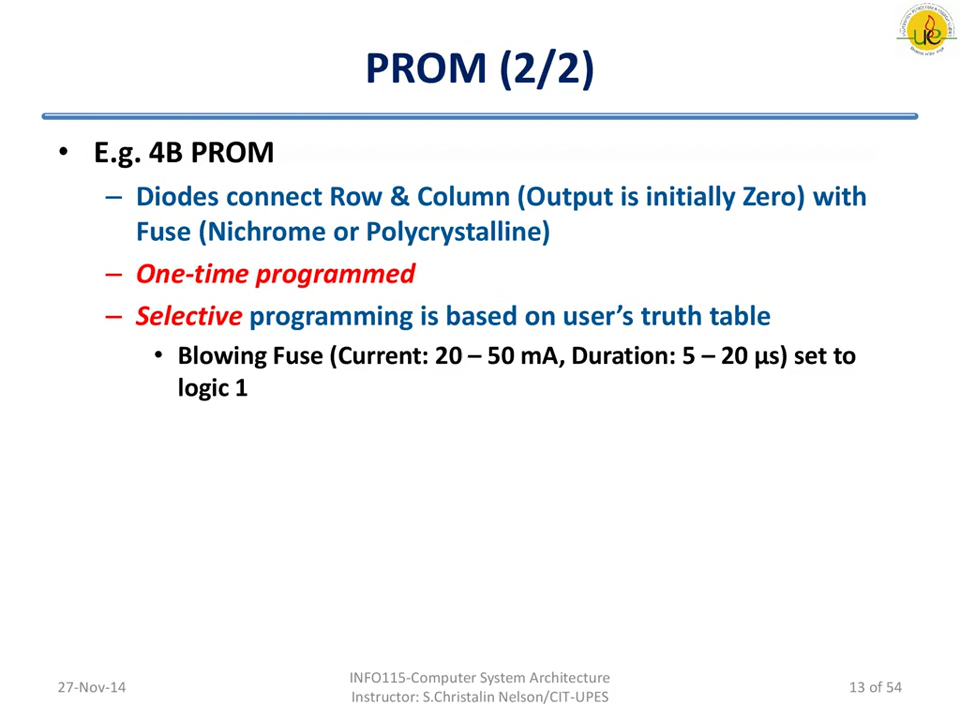 PROM (2/2)
• E.g. 4B PROM
– Diodes connect Row & Column (Output is initially Zero) with
Fuse (Nichrome or Polycrystalline)
– One-time programmed
– Selective programming is based on user's truth table
• Blowing Fuse (Current: 20 – 50 mA, Duration: 5 – 20 µs) set to
logic 1
27-Nov-14
INFO115-Computer System Architecture
Instructor: S.Christalin Nelson/CIT-UPES
13 of 54